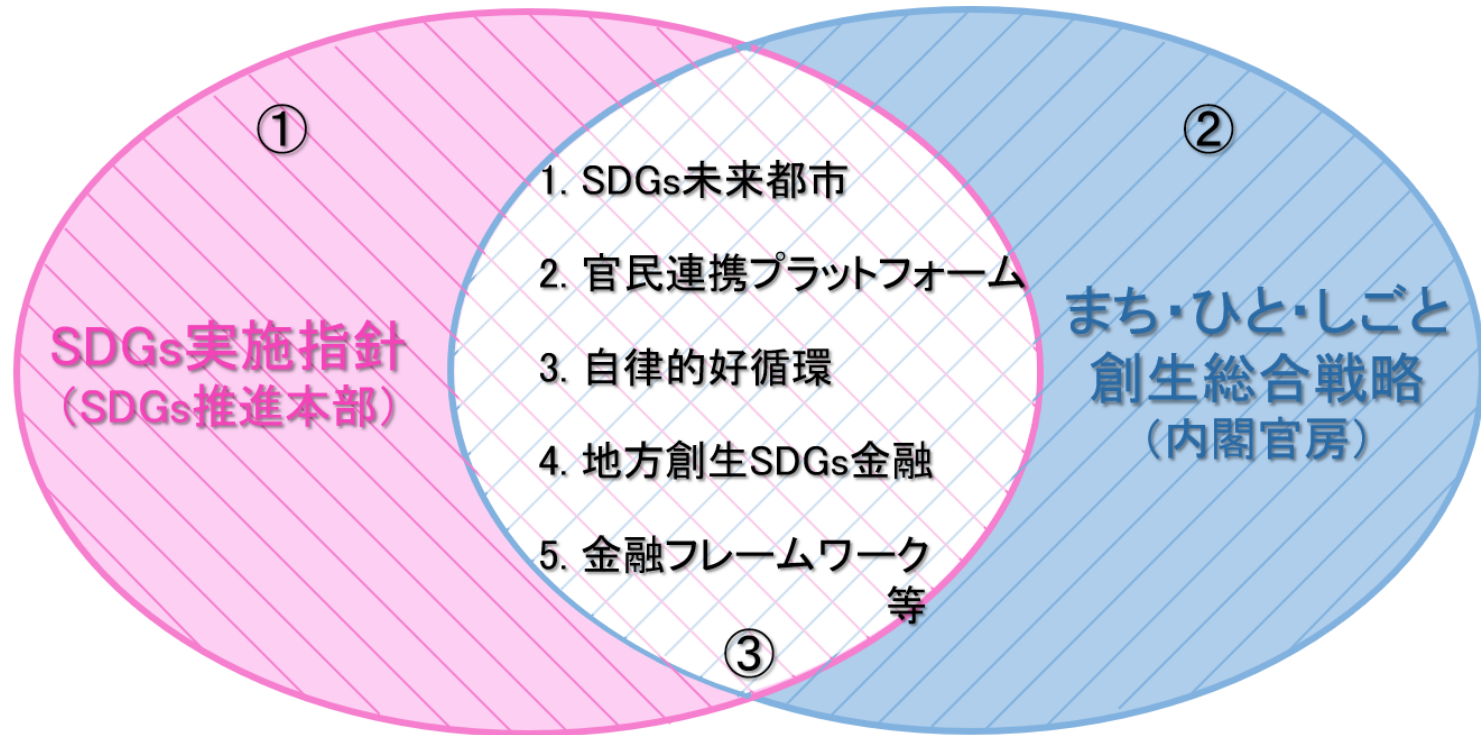 ①
SDGs実施指針
(SDGs推進本部)
②
まち・ひと・しごと
創生総合戦略
(内閣官房)
1. SDGs未来都市
2. 官民連携プラットフォーム
3. 自律的好循環
4. 地方創生SDGs金融
5. 金融フレームワーク
等
③